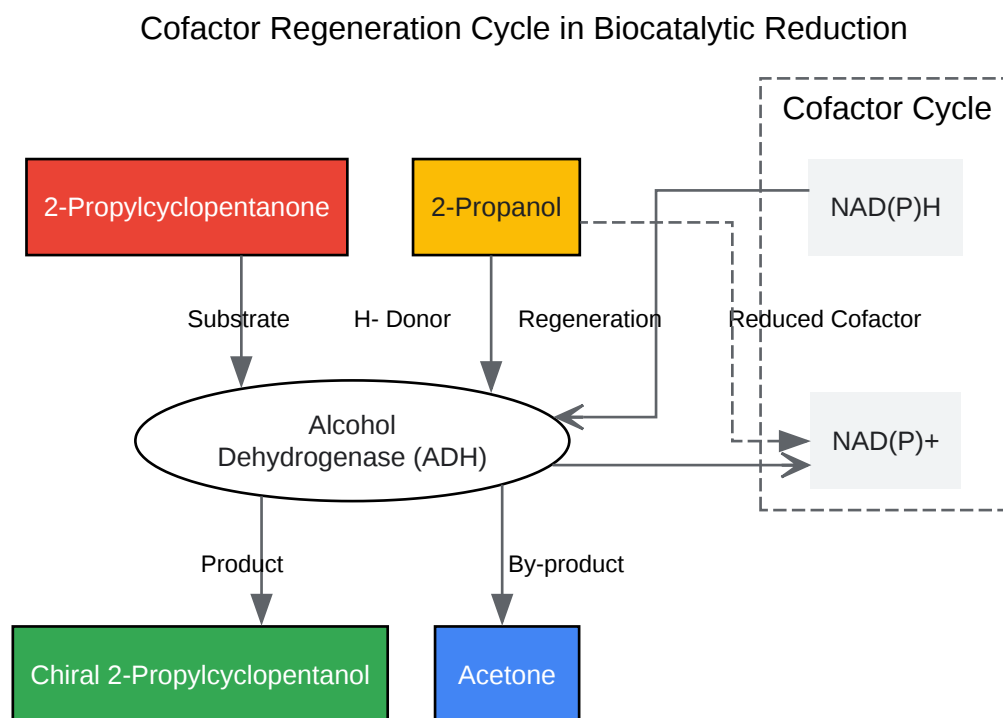 Cofactor Regeneration Cycle in Biocatalytic Reduction
Cofactor Cycle
2-Propylcyclopentanone
2-Propanol
NAD(P)H
Substrate
H- Donor
Regeneration
Reduced Cofactor
Alcohol
Dehydrogenase (ADH)
NAD(P)+
Product
By-product
Chiral 2-Propylcyclopentanol
Acetone